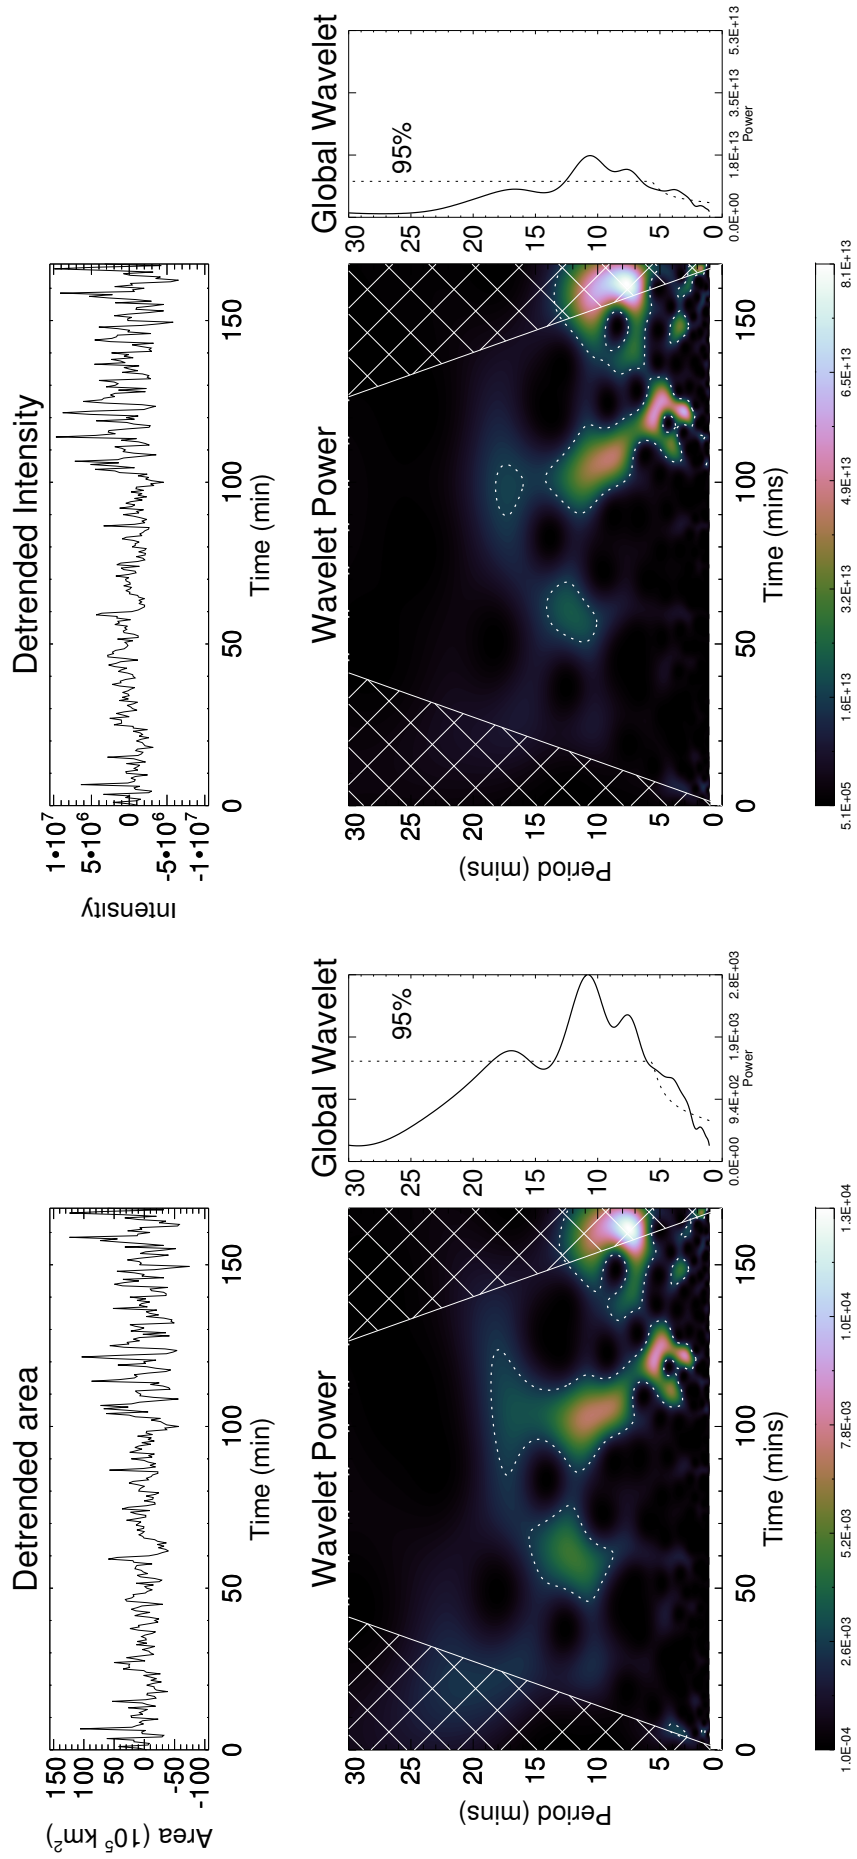 Detrended area
Area (10⁵ km²)
150
100
50
0
-50
-100
0 50 100 150
Time (min)
Wavelet Power
Period (mins)
30
25
20
15
10
5
0
0 50 100 150
Time (mins)
1.0E-04 2.6E+03 5.2E+03 7.8E+03 1.0E+04 1.3E+04
Global Wavelet
95%
30
25
20
15
10
5
0
0.0E+00 9.4E+02 1.9E+03 2.8E+03
Power
Detrended Intensity
Intensity
1•10⁷
5•10⁶
0
-5•10⁶
-1•10⁷
0 50 100 150
Time (min)
Wavelet Power
Period (mins)
30
25
20
15
10
5
0
0 50 100 150
Time (mins)
5.1E+05 1.6E+13 3.2E+13 4.9E+13 6.5E+13 8.1E+13
Global Wavelet
95%
30
25
20
15
10
5
0
0.0E+00 1.8E+13 3.5E+13 5.3E+13
Power